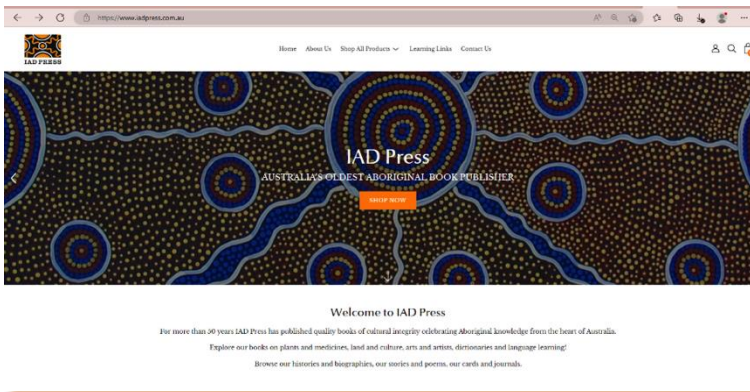 https://www.iadpress.com.au
IAD PRESS
Home About Us Shop All Products Learning Links Contact Us
IAD Press
AUSTRALIA'S OLDEST ABORIGINAL BOOK PUBLISHER
SHOP NOW
Welcome to IAD Press
For more than 50 years IAD Press has published quality books of cultural integrity celebrating Aboriginal knowledge from the heart of Australia.
Explore our books on plants and medicines, land and culture, arts and artists, dictionaries and language learning!
Browse our histories and biographies, our stories and poems, our cards and journals.